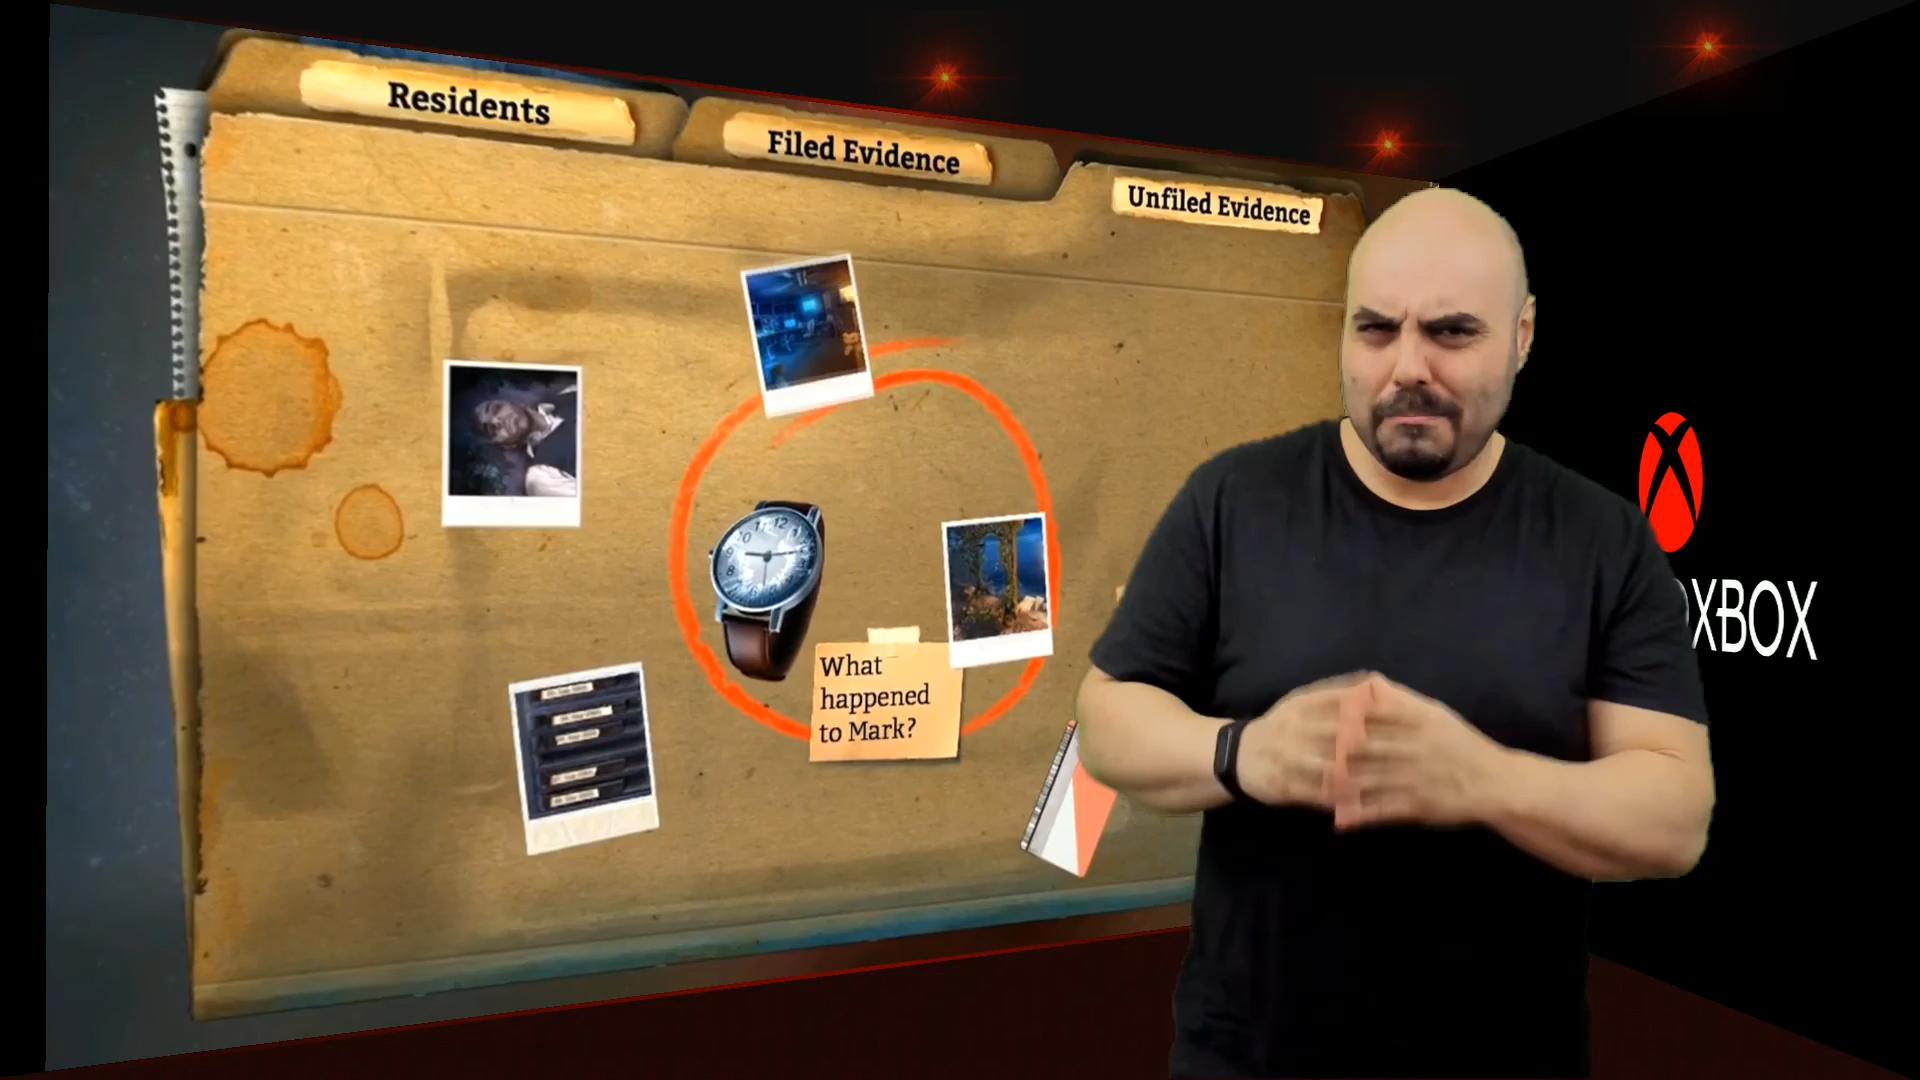 Residents
Filed Evidence
Unfiled Evidence
What
happened
to Mark?
XBOX